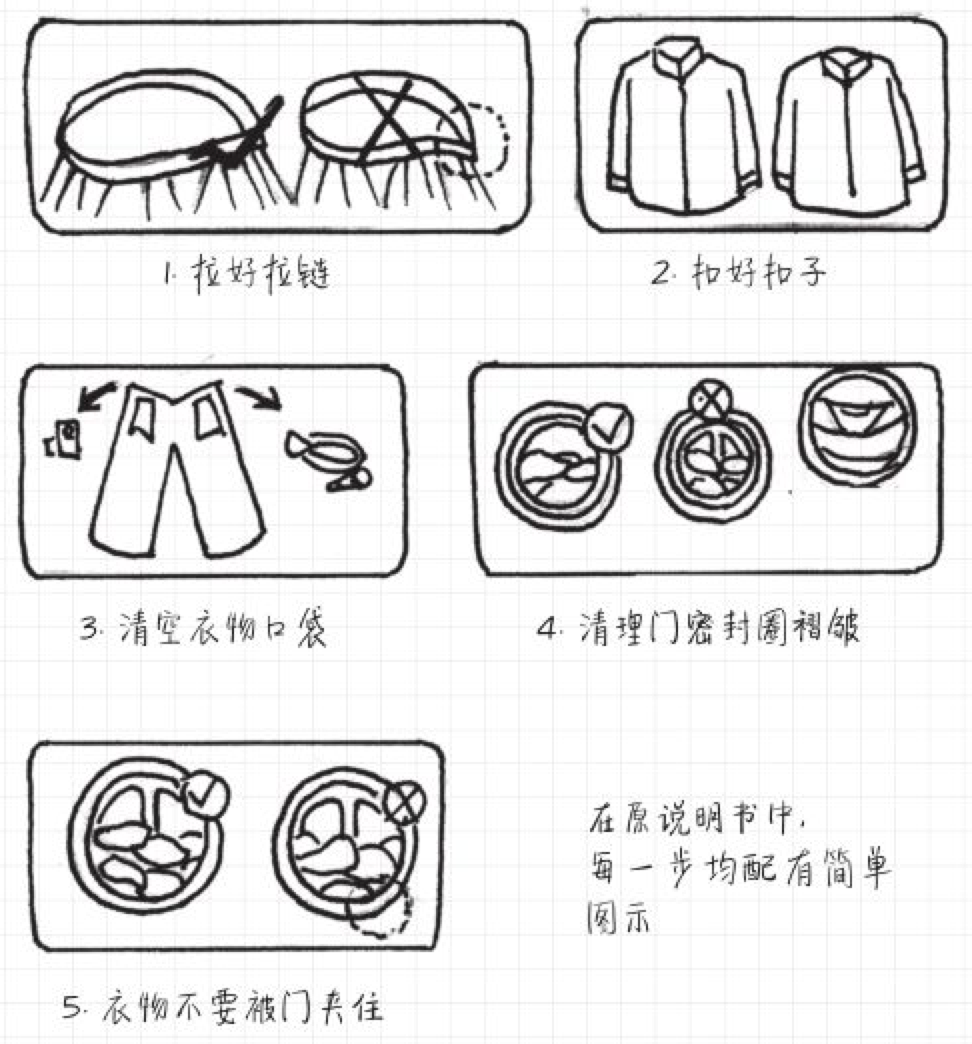 1. 拉好拉链
2. 扣好扣子
3. 清空衣物口袋
4. 清理门密封圈褶皱
5. 衣物不要被门夹住
在原说明书中，
每一步均配有简单
图示